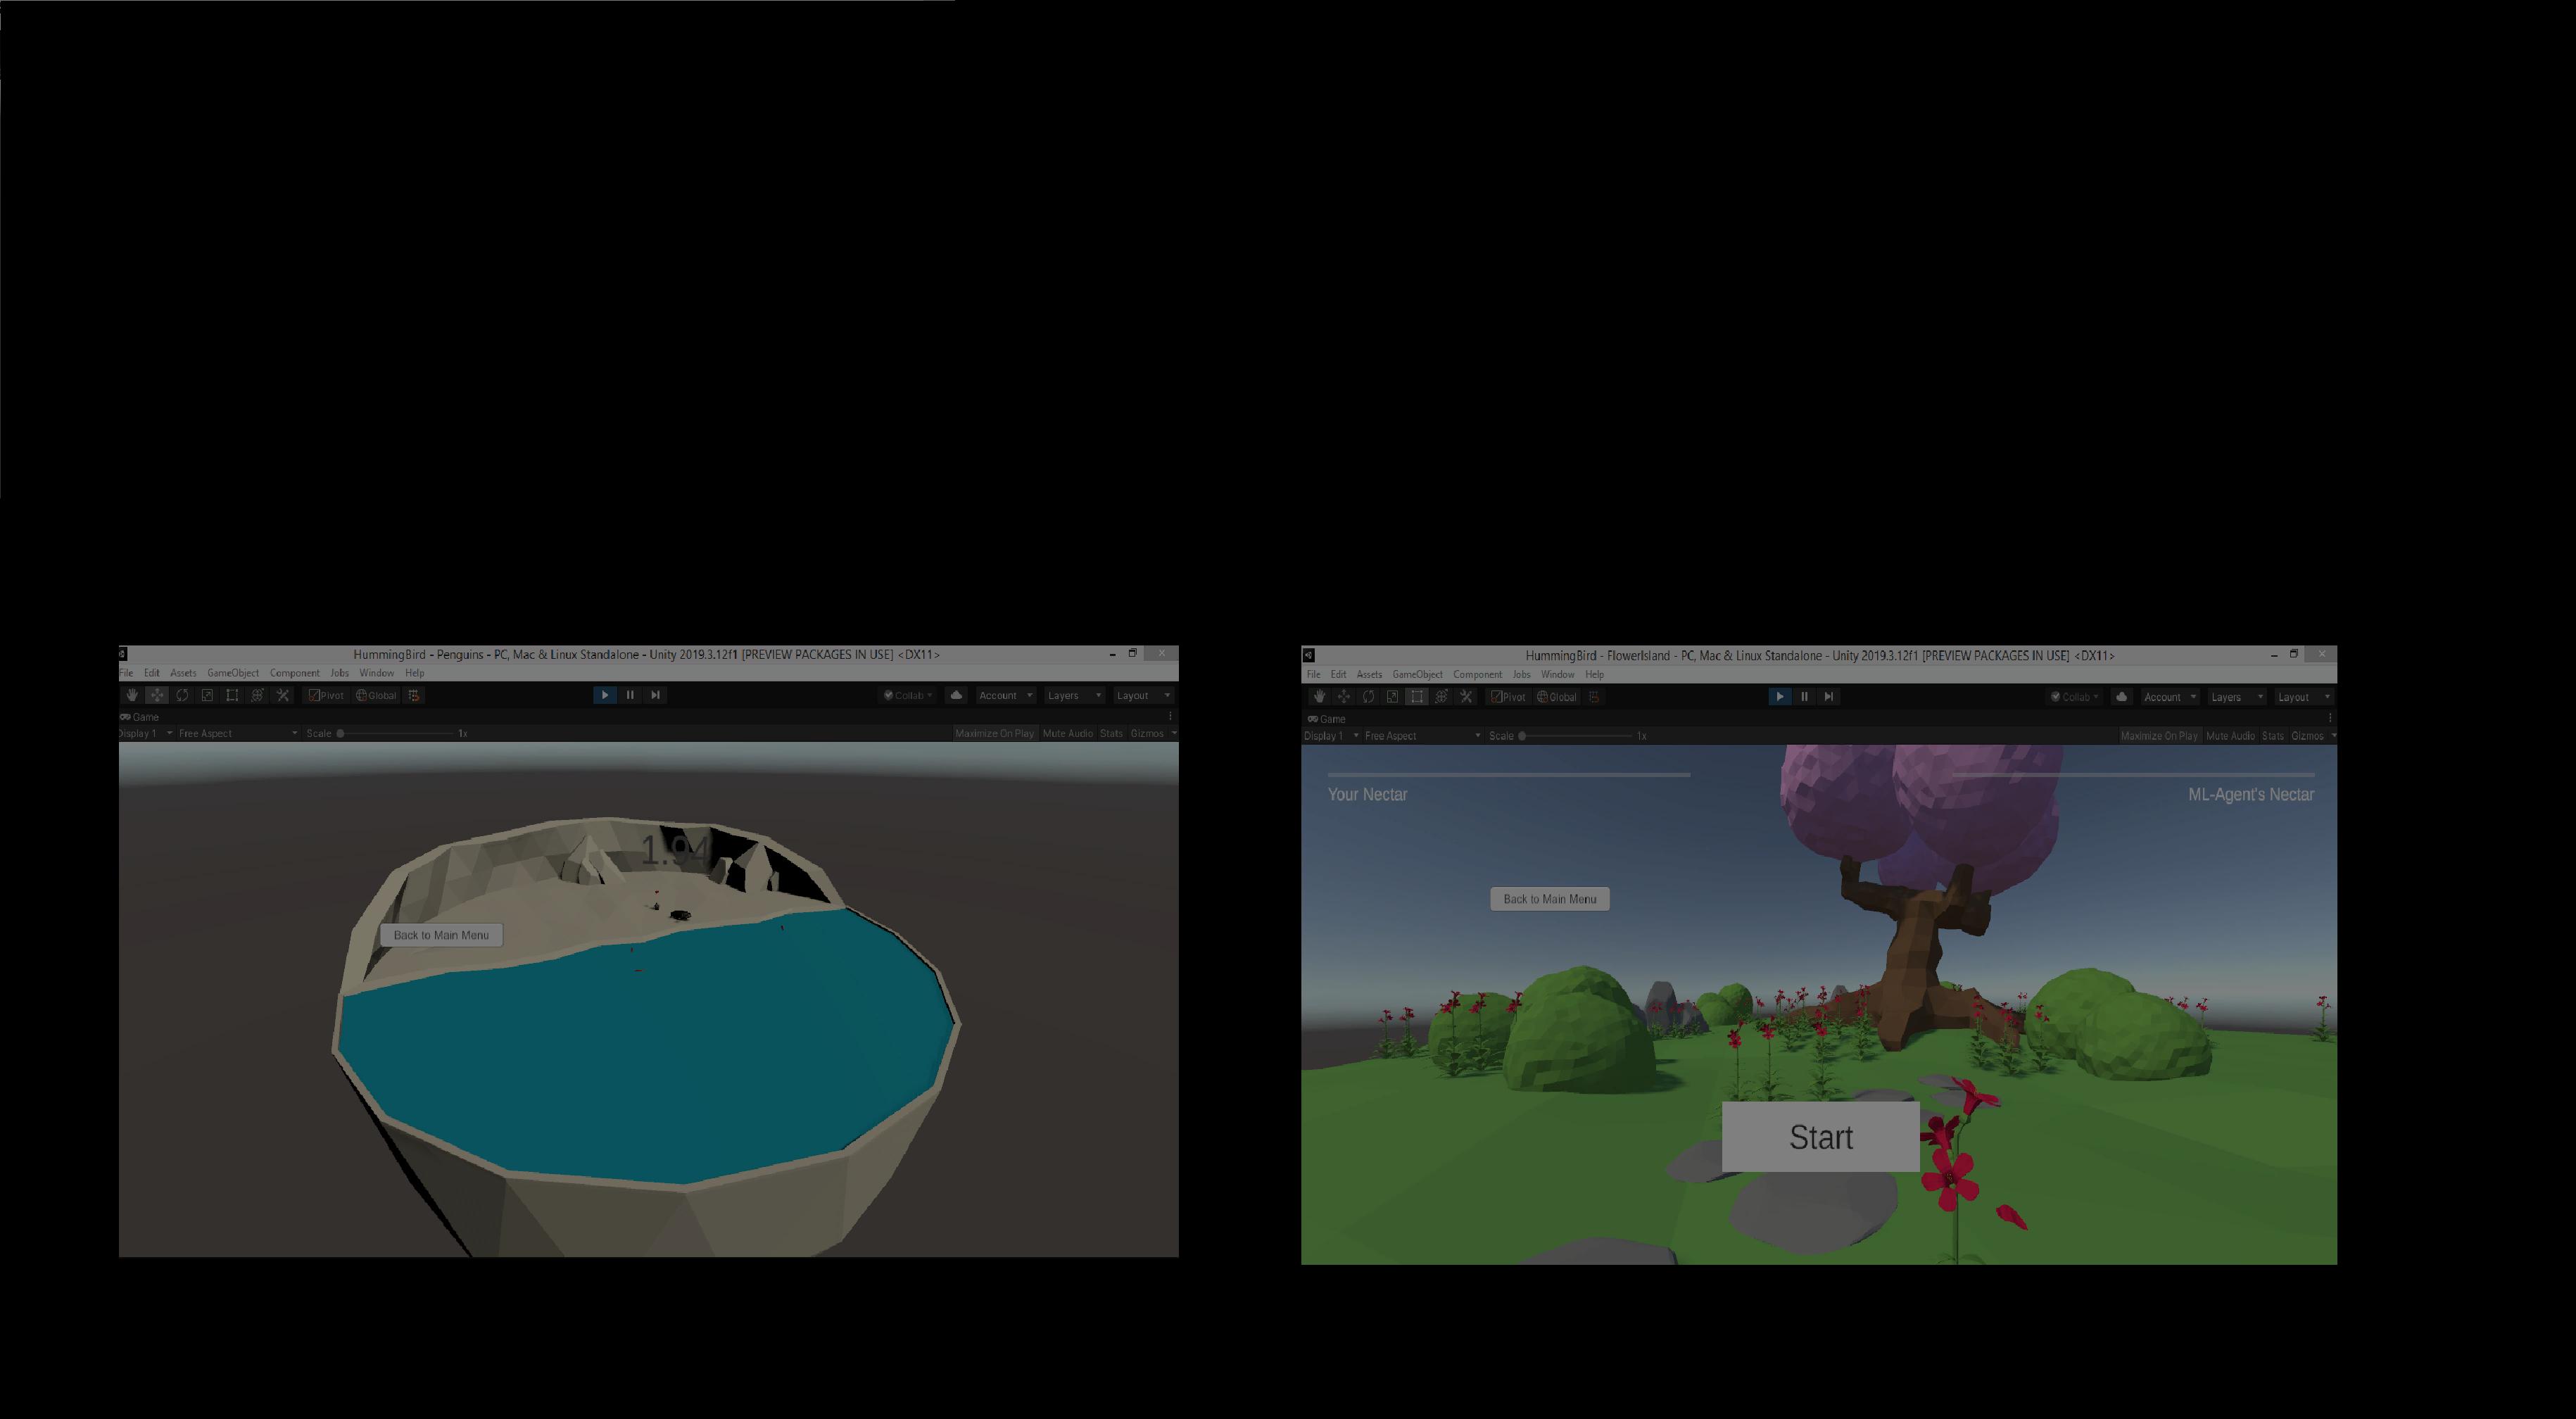 HummingBird - Penguins - PC, Mac & Linux Standalone - Unity 2019.3.12f1 [PREVIEW PACKAGES IN USE] <DX11>
File Edit Assets GameObject Component Jobs Window Help
Pivot Global Collab Account Layers Layout
Game
Display 1 Free Aspect Scale 1x Maximize On Play Mute Audio Stats Gizmos
1.94
Back to Main Menu
HummingBird - FlowerIsland - PC, Mac & Linux Standalone - Unity 2019.3.12f1 [PREVIEW PACKAGES IN USE] <DX11>
File Edit Assets GameObject Component Jobs Window Help
Pivot Global Collab Account Layers Layout
Game
Display 1 Free Aspect Scale 1x Maximize On Play Mute Audio Stats Gizmos
Your Nectar
ML-Agent's Nectar
Back to Main Menu
Start